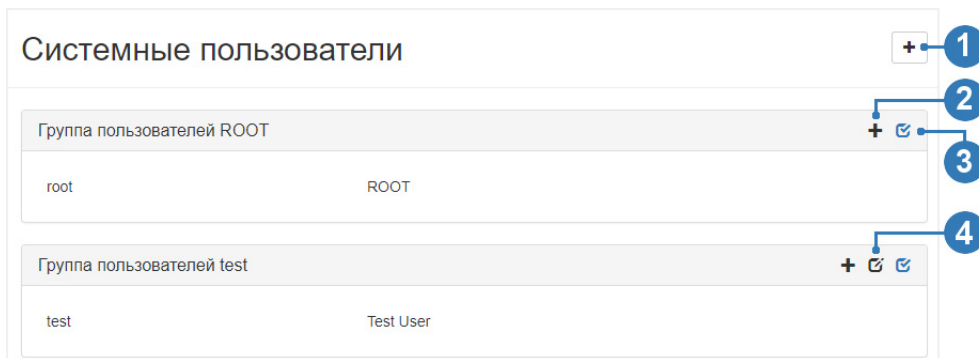 Системные пользователи
1
2
Группа пользователей ROOT
3
root ROOT
4
Группа пользователей test
test Test User